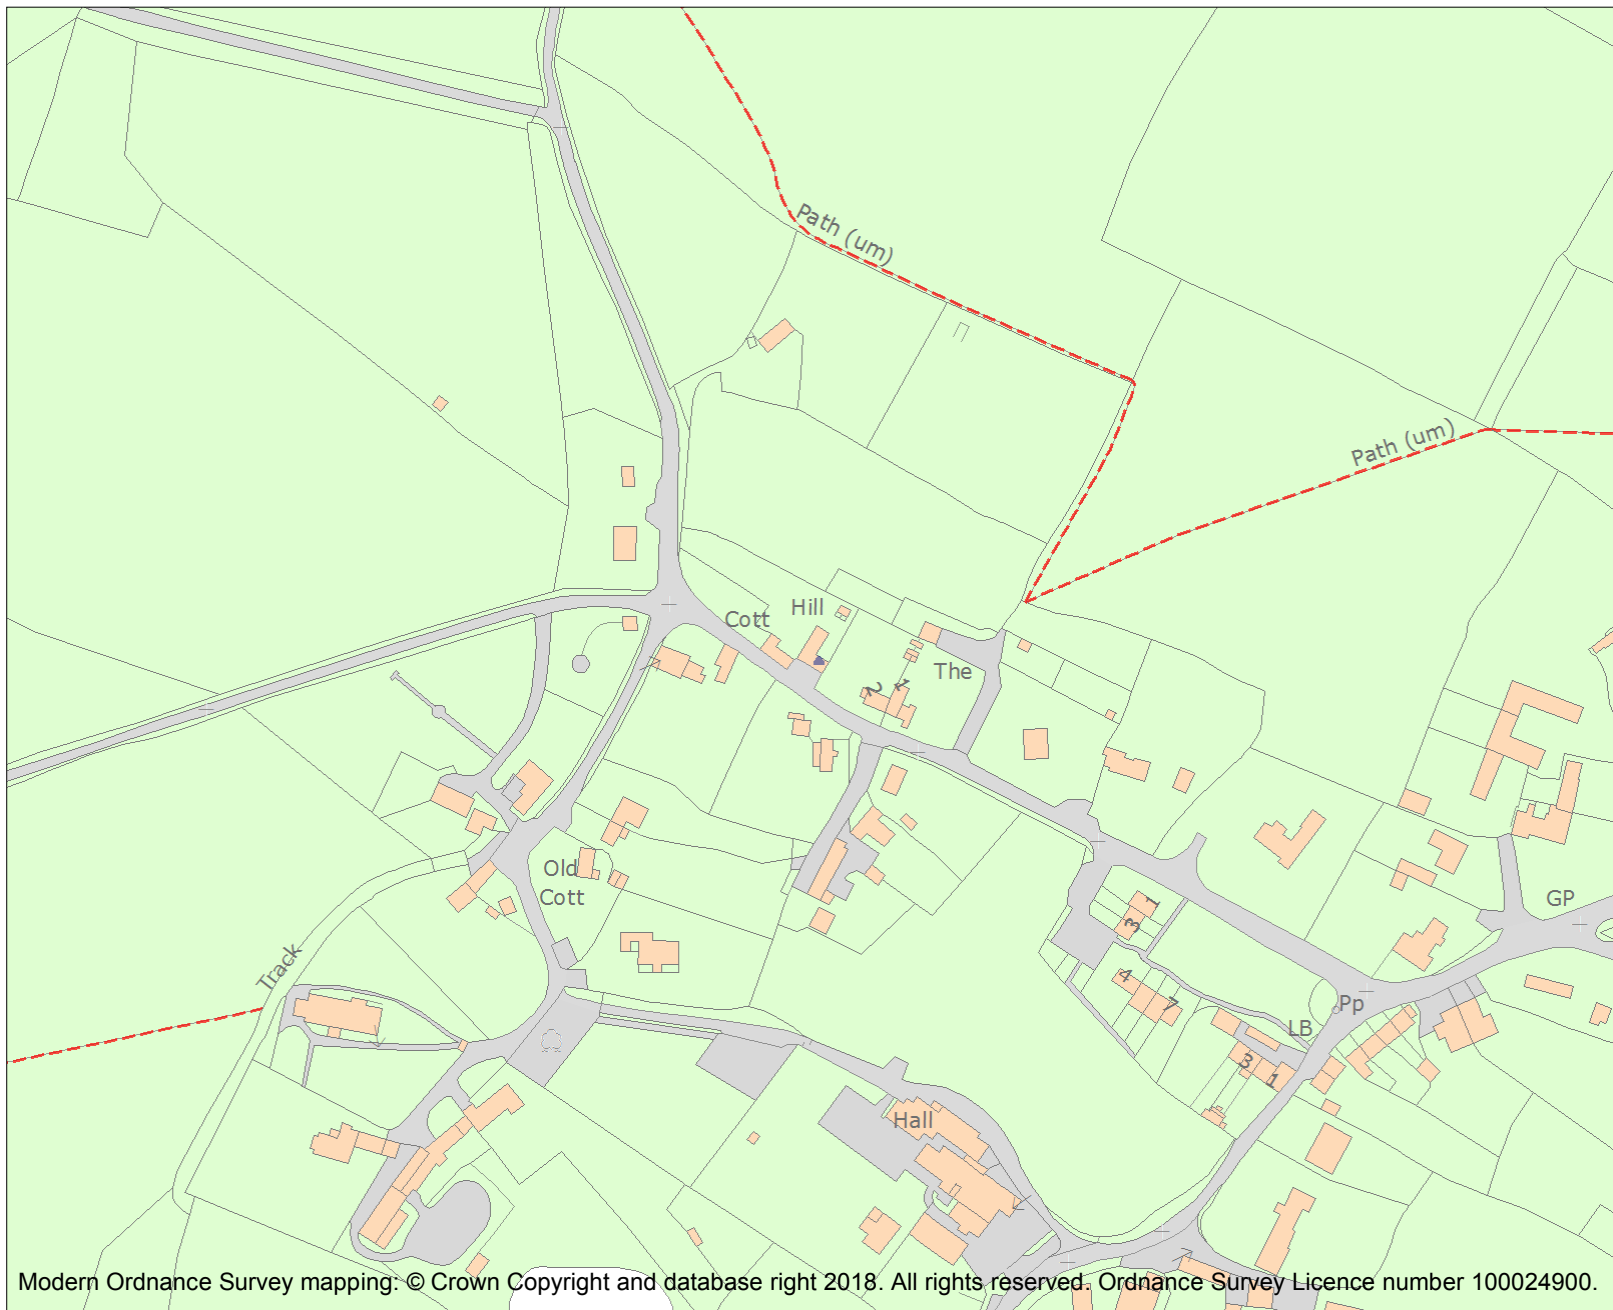 Path (um)
Path (um)
Hill
Cott
The
2
1
Old
Cott
GP
1
3
Track
4
7
Pp
LB
3
1
Hall
Modern Ordnance Survey mapping: © Crown Copyright and database right 2018. All rights reserved. Ordnance Survey Licence number 100024900.